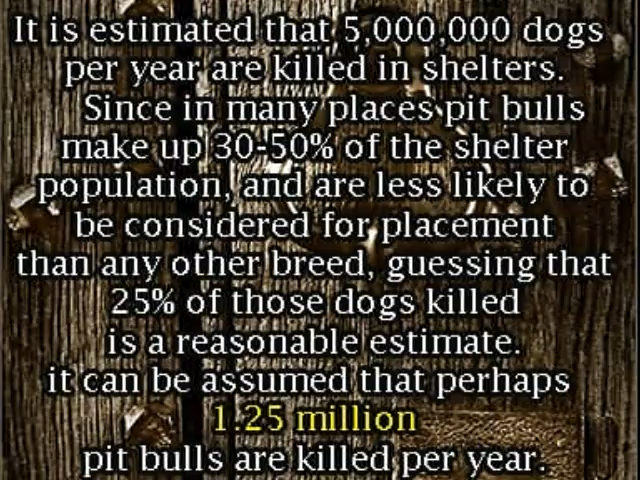 It is estimated that 5,000,000 dogs
per year are killed in shelters.
Since in many places pit bulls
make up 30-50% of the shelter
population, and are less likely to
be considered for placement
than any other breed, guessing that
25% of those dogs killed
is a reasonable estimate.
it can be assumed that perhaps
1.25 million
pit bulls are killed per year.